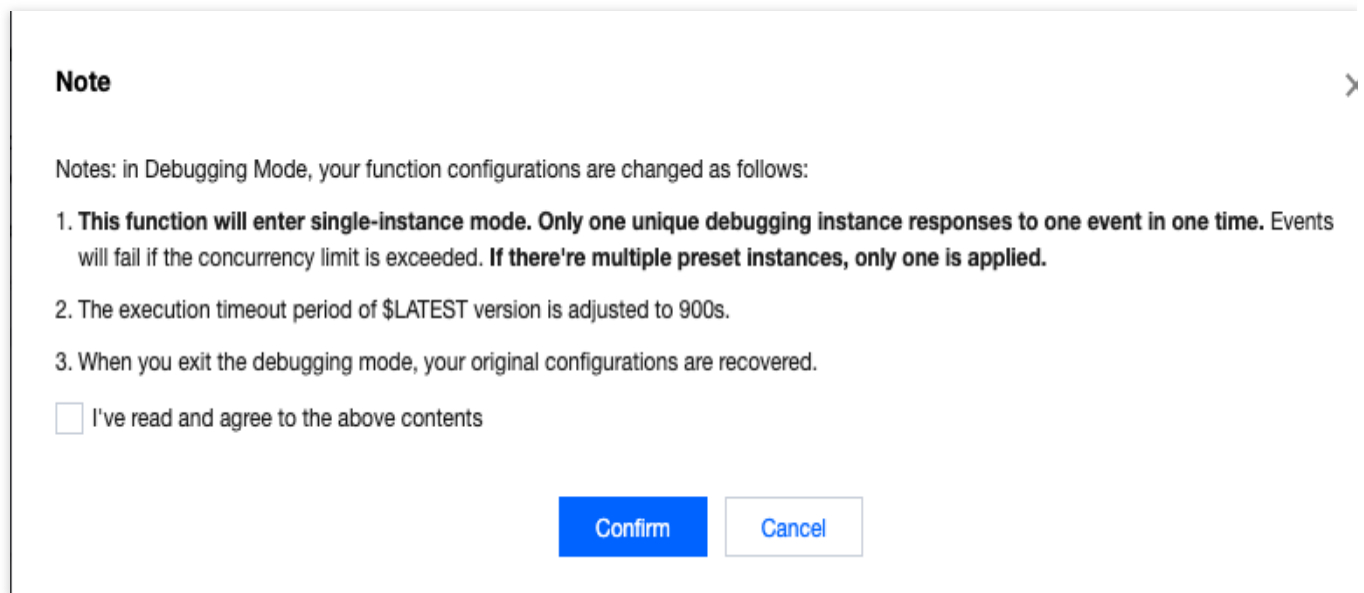 Note
Notes: in Debugging Mode, your function configurations are changed as follows:
1. This function will enter single-instance mode. Only one unique debugging instance responses to one event in one time. Events
will fail if the concurrency limit is exceeded. If there're multiple preset instances, only one is applied.
2. The execution timeout period of $LATEST version is adjusted to 900s.
3. When you exit the debugging mode, your original configurations are recovered.
I've read and agree to the above contents
Confirm
Cancel